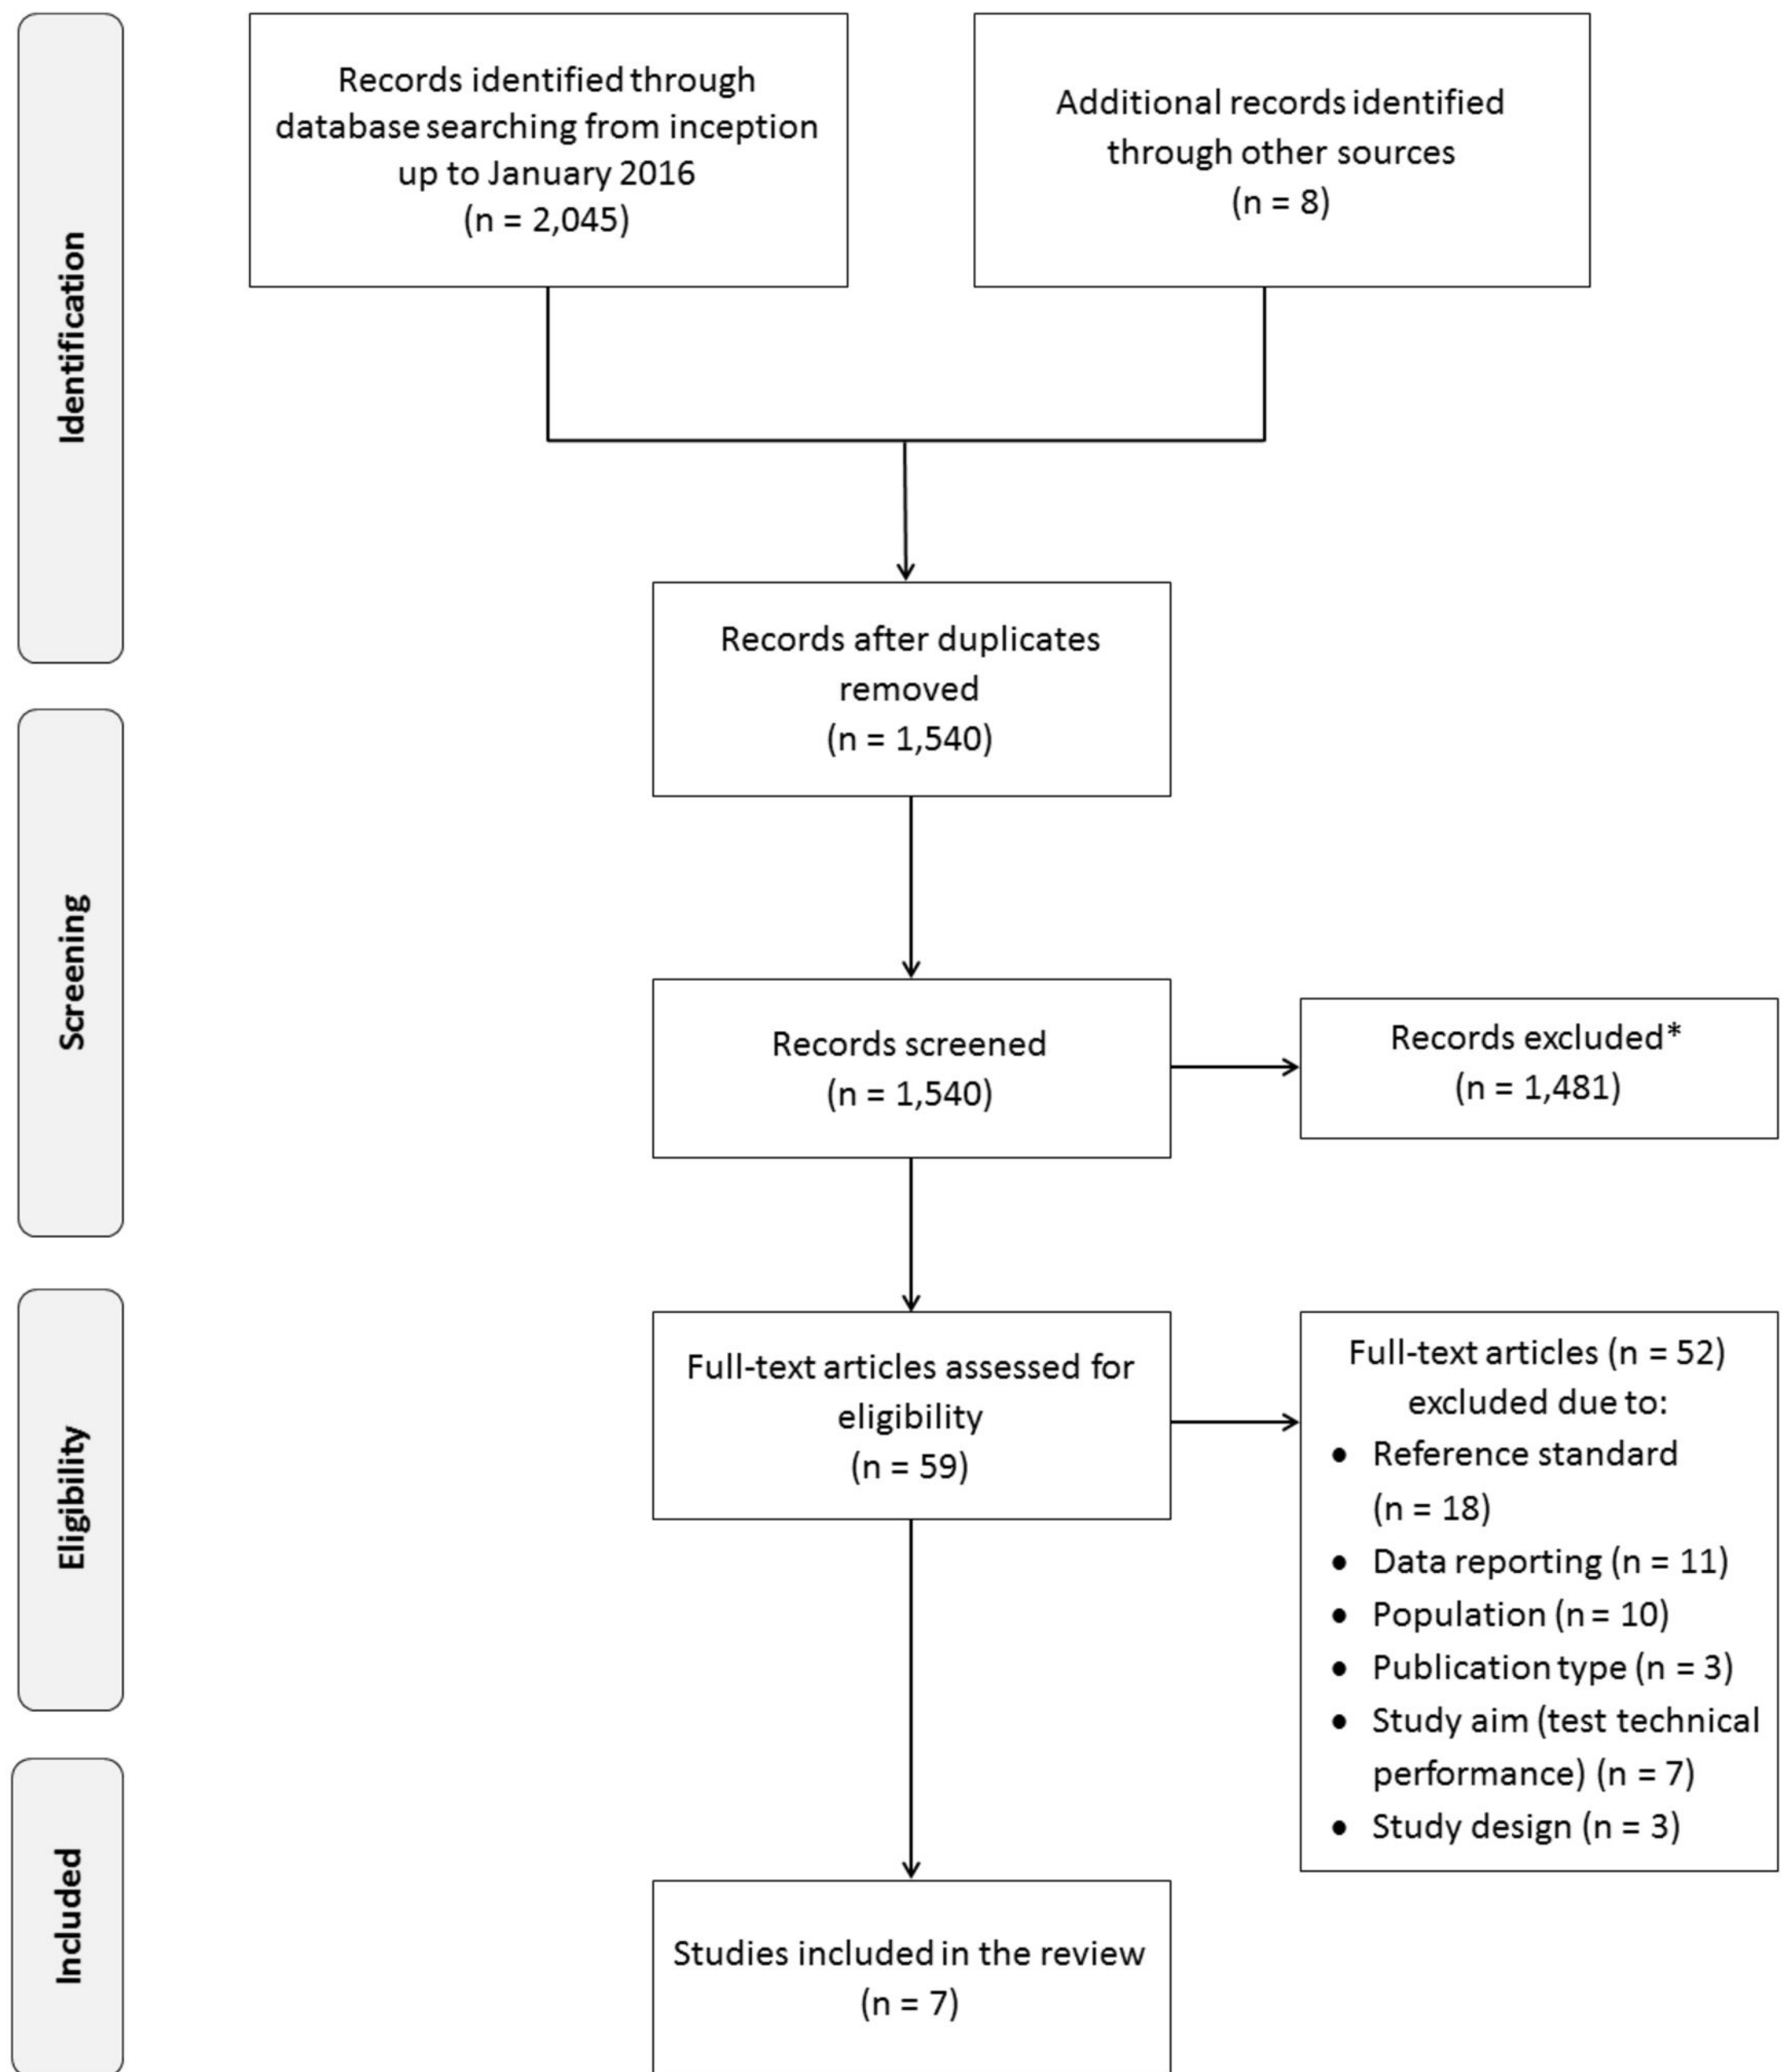 Identification
Records identified through
database searching from inception
up to January 2016
(n = 2,045)
Additional records identified
through other sources
(n = 8)
Records after duplicates
removed
(n = 1,540)
Screening
Records screened
(n = 1,540)
Records excluded*
(n = 1,481)
Eligibility
Full-text articles assessed for
eligibility
(n = 59)
Full-text articles (n = 52)
excluded due to:
• Reference standard
(n = 18)
• Data reporting (n = 11)
• Population (n = 10)
• Publication type (n = 3)
• Study aim (test technical
performance) (n = 7)
• Study design (n = 3)
Included
Studies included in the review
(n = 7)